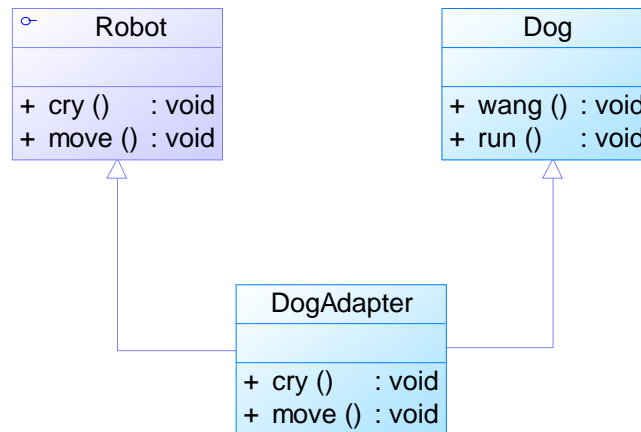 Robot
+ cry () : void
+ move () : void
Dog
+ wang () : void
+ run () : void
DogAdapter
+ cry () : void
+ move () : void